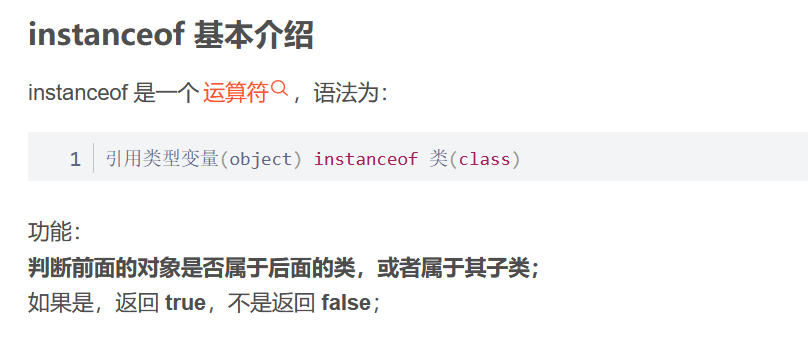 instanceof 基本介绍
instanceof 是一个 运算符，语法为：
1 引用类型变量(object) instanceof 类(class)
功能：
判断前面的对象是否属于后面的类，或者属于其子类；
如果是，返回 true，不是返回 false；